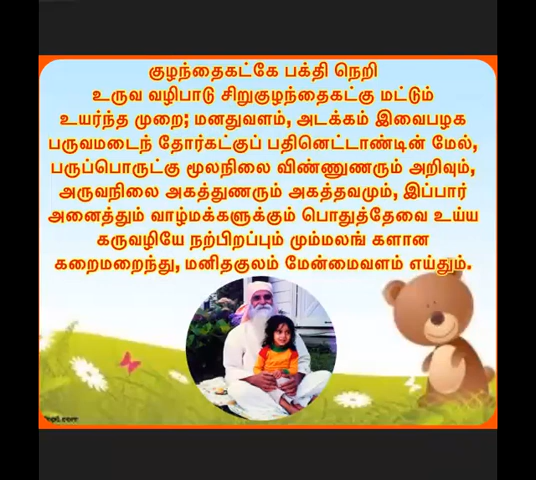 குழந்தைகட்கே பக்தி நெறி
உருவ வழிபாடு சிறுகுழந்தைகட்கு மட்டும்
உயர்ந்த முறை; மனதுவளம், அடக்கம் இவைபழக
பருவமடைந் தோர்கட்குப் பதினெட்டாண்டின் மேல்,
பருப்பொருட்கு மூலநிலை விண்ணுணரும் அறிவும்,
அருவநிலை அகத்துணரும் அகத்தவமும், இப்பார்
அனைத்தும் வாழ்மக்களுக்கும் பொதுத்தேவை உய்ய
கருவழியே நற்பிறப்பும் மும்மலங் களான
கறைமறைந்து, மனிதகுலம் மேன்மைவளம் எய்தும்.